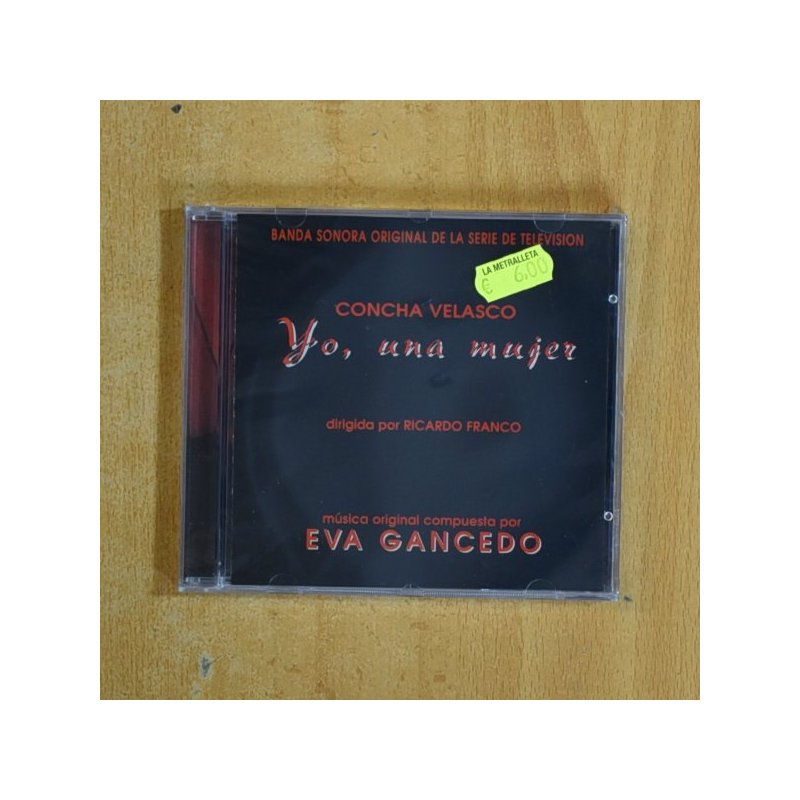 BANDA SONORA ORIGINAL DE LA SERIE DE TELEVISION
LA METRALLETA
€ 6,00
CONCHA VELASCO
Yo, una mujer
dirigida por RICARDO FRANCO
música original compuesta por
EVA GANCEDO